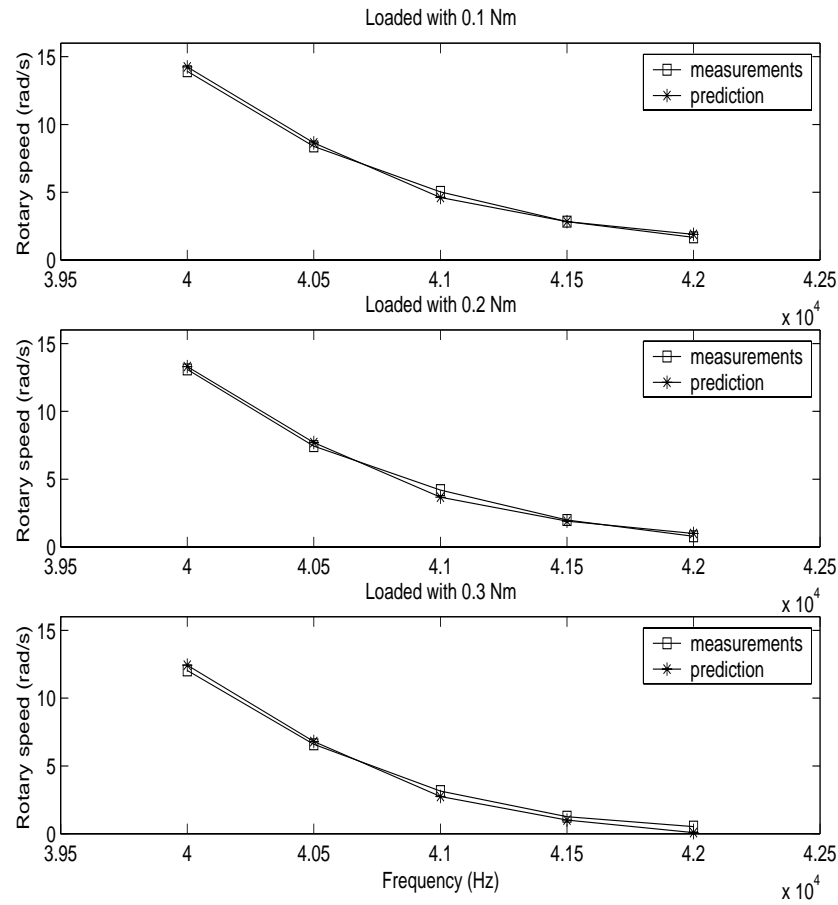 Loaded with 0.1 Nm
15
10
5
0
Rotary speed (rad/s)
measurements
prediction
3.95 4 4.05 4.1 4.15 4.2 4.25
x 10^4
Loaded with 0.2 Nm
15
10
5
0
Rotary speed (rad/s)
measurements
prediction
3.95 4 4.05 4.1 4.15 4.2 4.25
x 10^4
Loaded with 0.3 Nm
15
10
5
0
Rotary speed (rad/s)
measurements
prediction
3.95 4 4.05 4.1 4.15 4.2 4.25
Frequency (Hz)
x 10^4